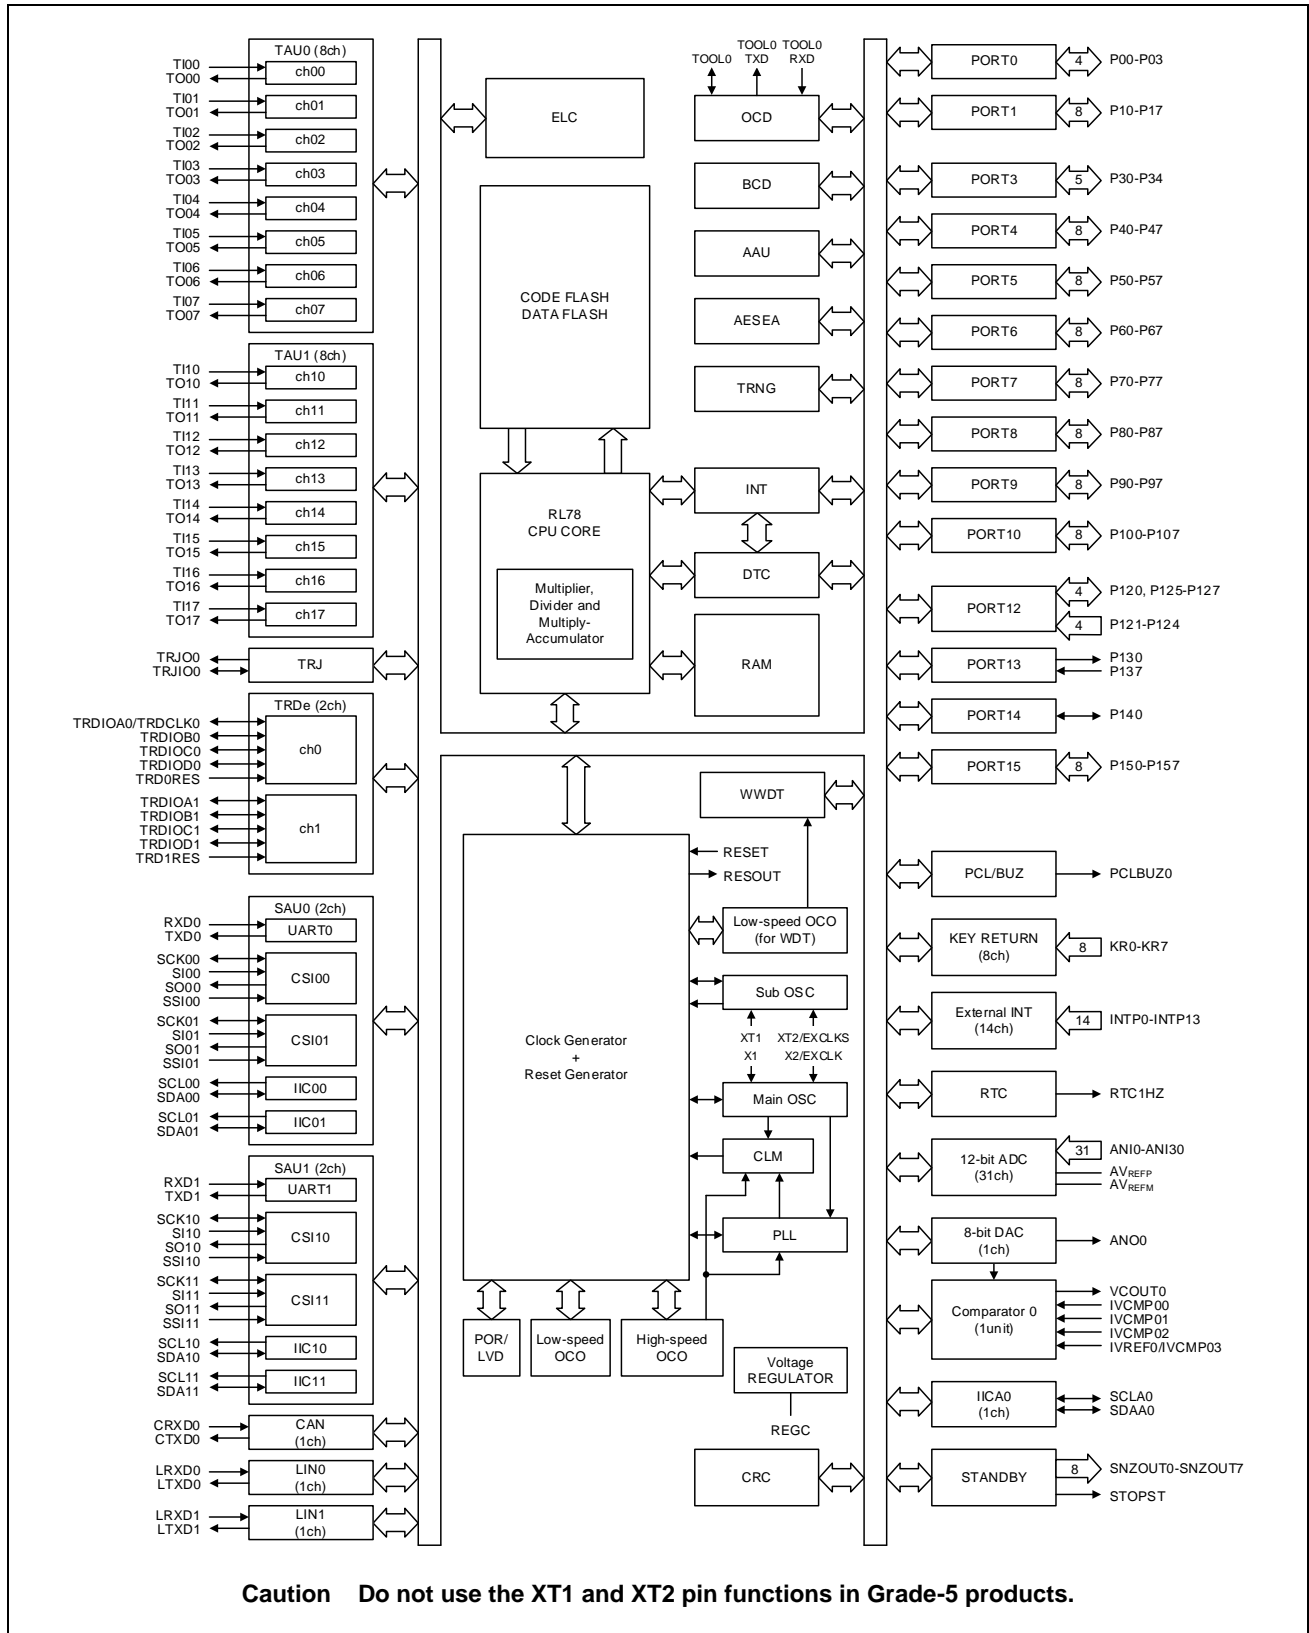 TAU0 (8ch)
TI00
TO00
ch00
TI01
TO01
ch01
TI02
TO02
ch02
TI03
TO03
ch03
TI04
TO04
ch04
TI05
TO05
ch05
TI06
TO06
ch06
TI07
TO07
ch07
TAU1 (8ch)
TI10
TO10
ch10
TI11
TO11
ch11
TI12
TO12
ch12
TI13
TO13
ch13
TI14
TO14
ch14
TI15
TO15
ch15
TI16
TO16
ch16
TI17
TO17
ch17
TRJO0
TRJIO0
TRJ
TRDe (2ch)
TRDIOA0/TRDCLK0
TRDIOB0
TRDIOC0
TRDIOD0
TRD0RES
ch0
TRDIOA1
TRDIOB1
TRDIOC1
TRDIOD1
TRD1RES
ch1
SAU0 (2ch)
RXD0
TXD0
UART0
SCK00
SI00
SO00
SSI00
CSI00
SCK01
SI01
SO01
SSI01
CSI01
SCL00
SDA00
IIC00
SCL01
SDA01
IIC01
SAU1 (2ch)
RXD1
TXD1
UART1
SCK10
SI10
SO10
SSI10
CSI10
SCK11
SI11
SO11
SSI11
CSI11
SCL10
SDA10
IIC10
SCL11
SDA11
IIC11
CRXD0
CTXD0
CAN
(1ch)
LRXD0
LTXD0
LIN0
(1ch)
LRXD1
LTXD1
LIN1
(1ch)
ELC
CODE FLASH
DATA FLASH
RL78
CPU CORE
Multiplier,
Divider and
Multiply-
Accumulator
TOOL0
TOOL0
TXD
TOOL0
RXD
OCD
BCD
AAU
AESEA
TRNG
INT
DTC
RAM
WWDT
RESET
RESOUT
Low-speed OCO
(for WDT)
Sub OSC
XT1
XT2/EXCLKS
X1
X2/EXCLK
Main OSC
CLM
PLL
Clock Generator
+
Reset Generator
POR/
LVD
Low-speed
OCO
High-speed
OCO
Voltage
REGULATOR
REGC
CRC
PORT0
4
P00-P03
PORT1
8
P10-P17
PORT3
5
P30-P34
PORT4
8
P40-P47
PORT5
8
P50-P57
PORT6
8
P60-P67
PORT7
8
P70-P77
PORT8
8
P80-P87
PORT9
8
P90-P97
PORT10
8
P100-P107
PORT12
4
P120, P125-P127
4
P121-P124
PORT13
P130
P137
PORT14
P140
PORT15
8
P150-P157
PCL/BUZ
PCLBUZ0
KEY RETURN
(8ch)
8
KR0-KR7
External INT
(14ch)
14
INTP0-INTP13
RTC
RTC1HZ
12-bit ADC
(31ch)
31
ANI0-ANI30
AVREFP
AVREFM
8-bit DAC
(1ch)
ANO0
Comparator 0
(1unit)
VCOUT0
IVCMP00
IVCMP01
IVCMP02
IVREF0/IVCMP03
IICA0
(1ch)
SCLA0
SDAA0
STANDBY
8
SNZOUT0-SNZOUT7
STOPST
Caution Do not use the XT1 and XT2 pin functions in Grade-5 products.